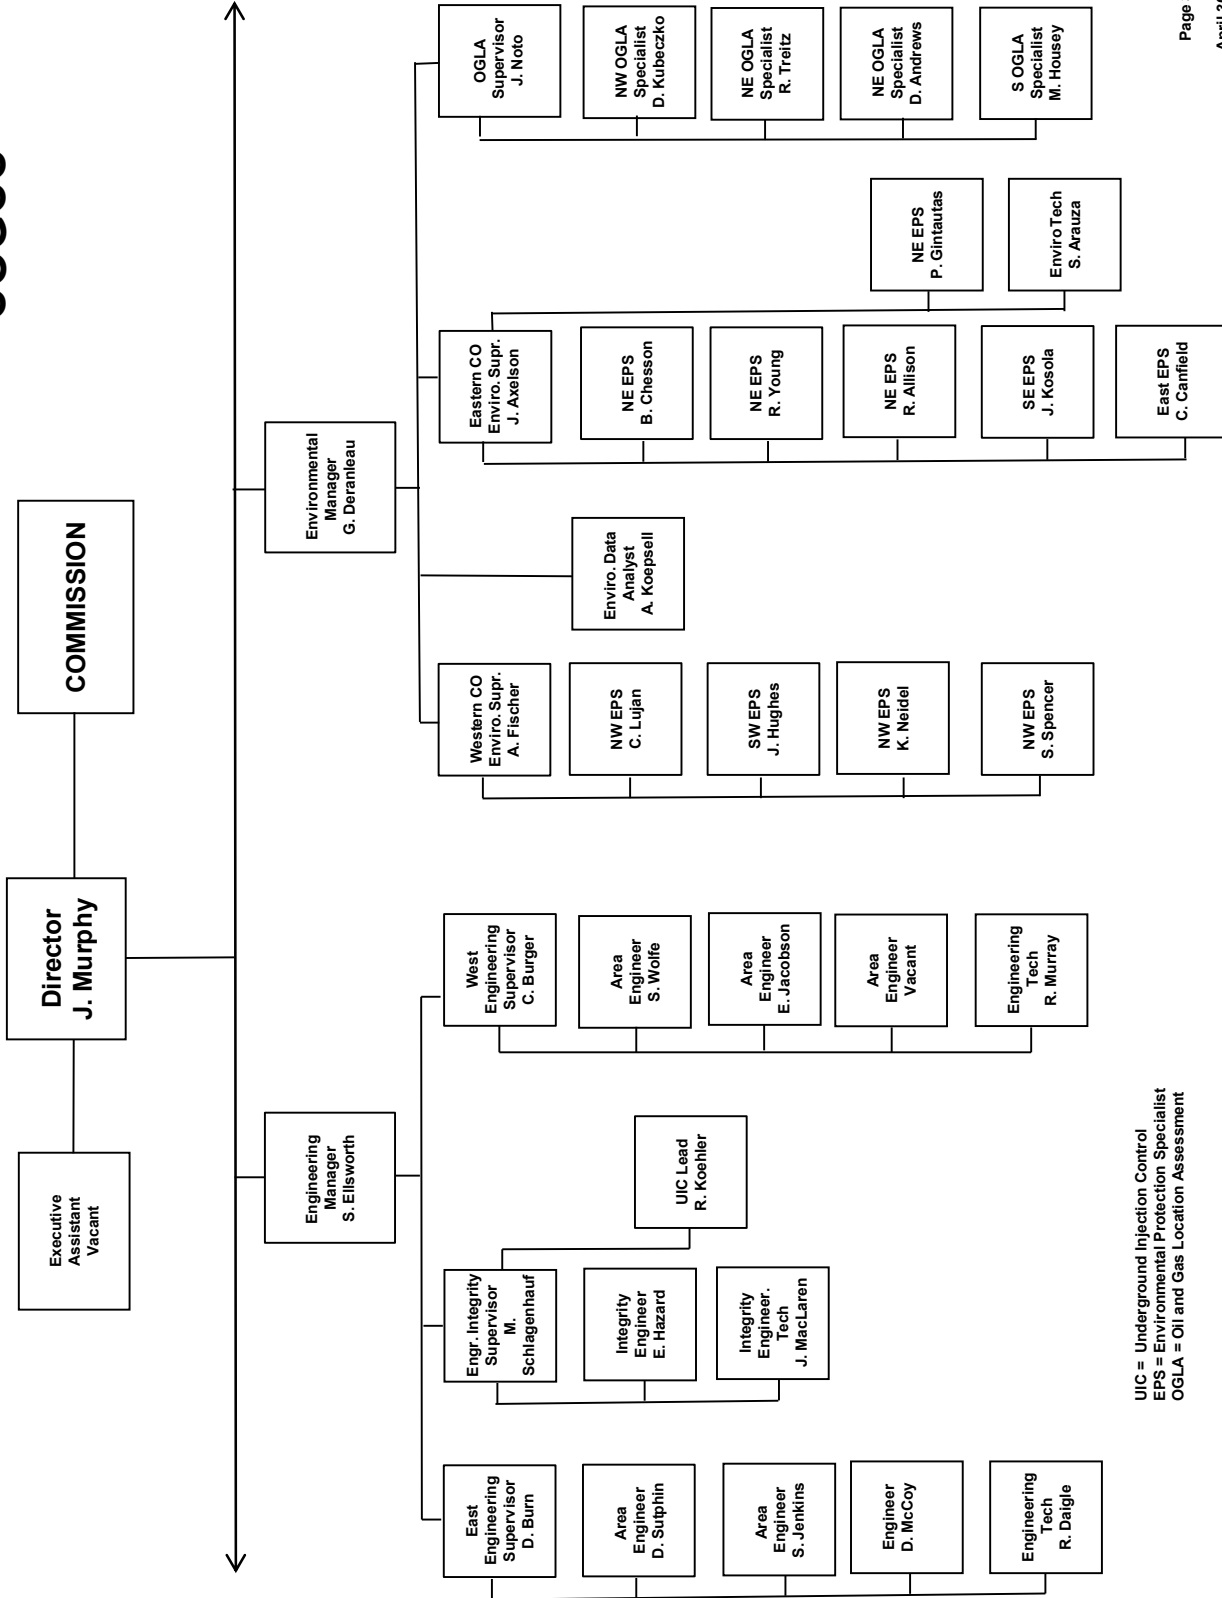 COMMISSION
Director
J. Murphy
Executive
Assistant
Vacant
Engineering
Manager
S. Ellsworth
Environmental
Manager
G. Deranleau
East
Engineering
Supervisor
D. Burn
Area
Engineer
D. Sutphin
Area
Engineer
S. Jenkins
Engineer
D. McCoy
Engineering
Tech
R. Daigle
Engr. Integrity
Supervisor
M.
Schlagenhauf
Integrity
Engineer
E. Hazard
Integrity
Engineer.
Tech
J. MacLaren
UIC Lead
R. Koehler
West
Engineering
Supervisor
C. Burger
Area
Engineer
S. Wolfe
Area
Engineer
E. Jacobson
Area
Engineer
Vacant
Engineering
Tech
R. Murray
Western CO
Enviro. Supr.
A. Fischer
NW EPS
C. Lujan
SW EPS
J. Hughes
NW EPS
K. Neidel
NW EPS
S. Spencer
Enviro. Data
Analyst
A. Koepsell
Eastern CO
Enviro. Supr.
J. Axelson
NE EPS
B. Chesson
NE EPS
R. Young
NE EPS
R. Allison
SE EPS
J. Kosola
East EPS
C. Canfield
NE EPS
P. Gintautas
Enviro Tech
S. Arauza
OGLA
Supervisor
J. Noto
NW OGLA
Specialist
D. Kubeczko
NE OGLA
Specialist
R. Treitz
NE OGLA
Specialist
D. Andrews
S OGLA
Specialist
M. Housey
UIC = Underground Injection Control
EPS = Environmental Protection Specialist
OGLA = Oil and Gas Location Assessment
Page
April